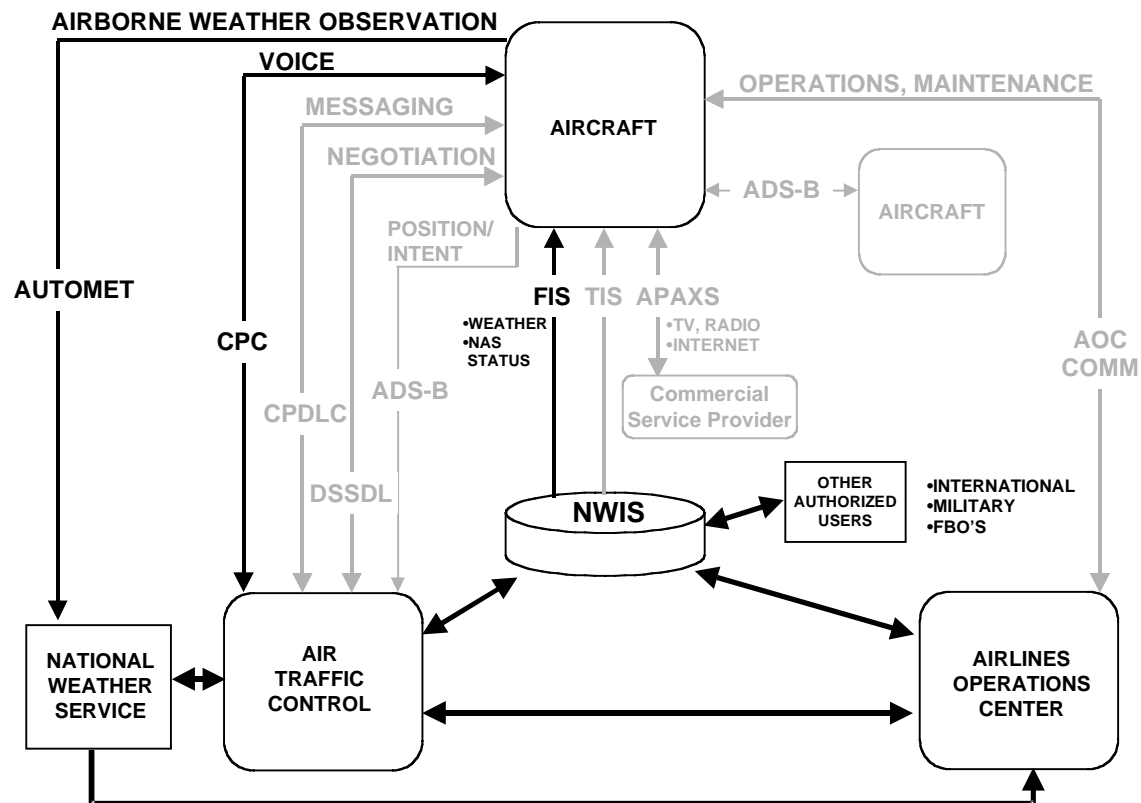 AIRBORNE WEATHER OBSERVATION
VOICE
MESSAGING
NEGOTIATION
POSITION/
INTENT
AIRCRAFT
OPERATIONS, MAINTENANCE
ADS-B
AIRCRAFT
AUTOMET
CPC
CPDLC
DSSDL
ADS-B
FIS
•WEATHER
•NAS
STATUS
TIS
APAXS
•TV, RADIO
•INTERNET
Commercial
Service Provider
AOC
COMM
NWIS
OTHER
AUTHORIZED
USERS
•INTERNATIONAL
•MILITARY
•FBO'S
NATIONAL
WEATHER
SERVICE
AIR
TRAFFIC
CONTROL
AIRLINES
OPERATIONS
CENTER